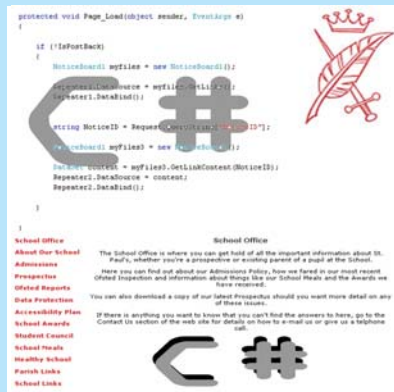 protected void Page_Load(object sender, EventArgs e)
{
if (!IsPostBack)
{
NoticeBoard1 myfiles = new NoticeBoard1();
Repeater1.DataSource = myfiles.GetLinks();
Repeater1.DataBind();
string NoticeID =
myFiles3 = new
content = myFiles3.GetLinkContent(NoticeID);
Repeater2.DataSource = content;
Repeater2.DataBind();
}
}
School Office
About Our School
Admissions
Prospectus
Ofsted Reports
Data Protection
Accessibility Plan
School Awards
Student Council
School Meals
Healthy School
Parish Links
School Links
School Office
The School Office is where you can get hold of all the important information about St.
Paul's, whether you're a prospective or existing parent of a pupil at the School.
Here you can find out about our Admissions Policy, how we fared in our most recent
Ofsted Inspection and information about things like our School Meals and the Awards we
have received.
You can also download a copy of our latest Prospectus should you want more detail on any
of these issues.
If there is anything you want to know that you can't find the answers to here, go to the
Contact Us section of the web site for details on how to e-mail us or give us a telphone
call.
C#
C#